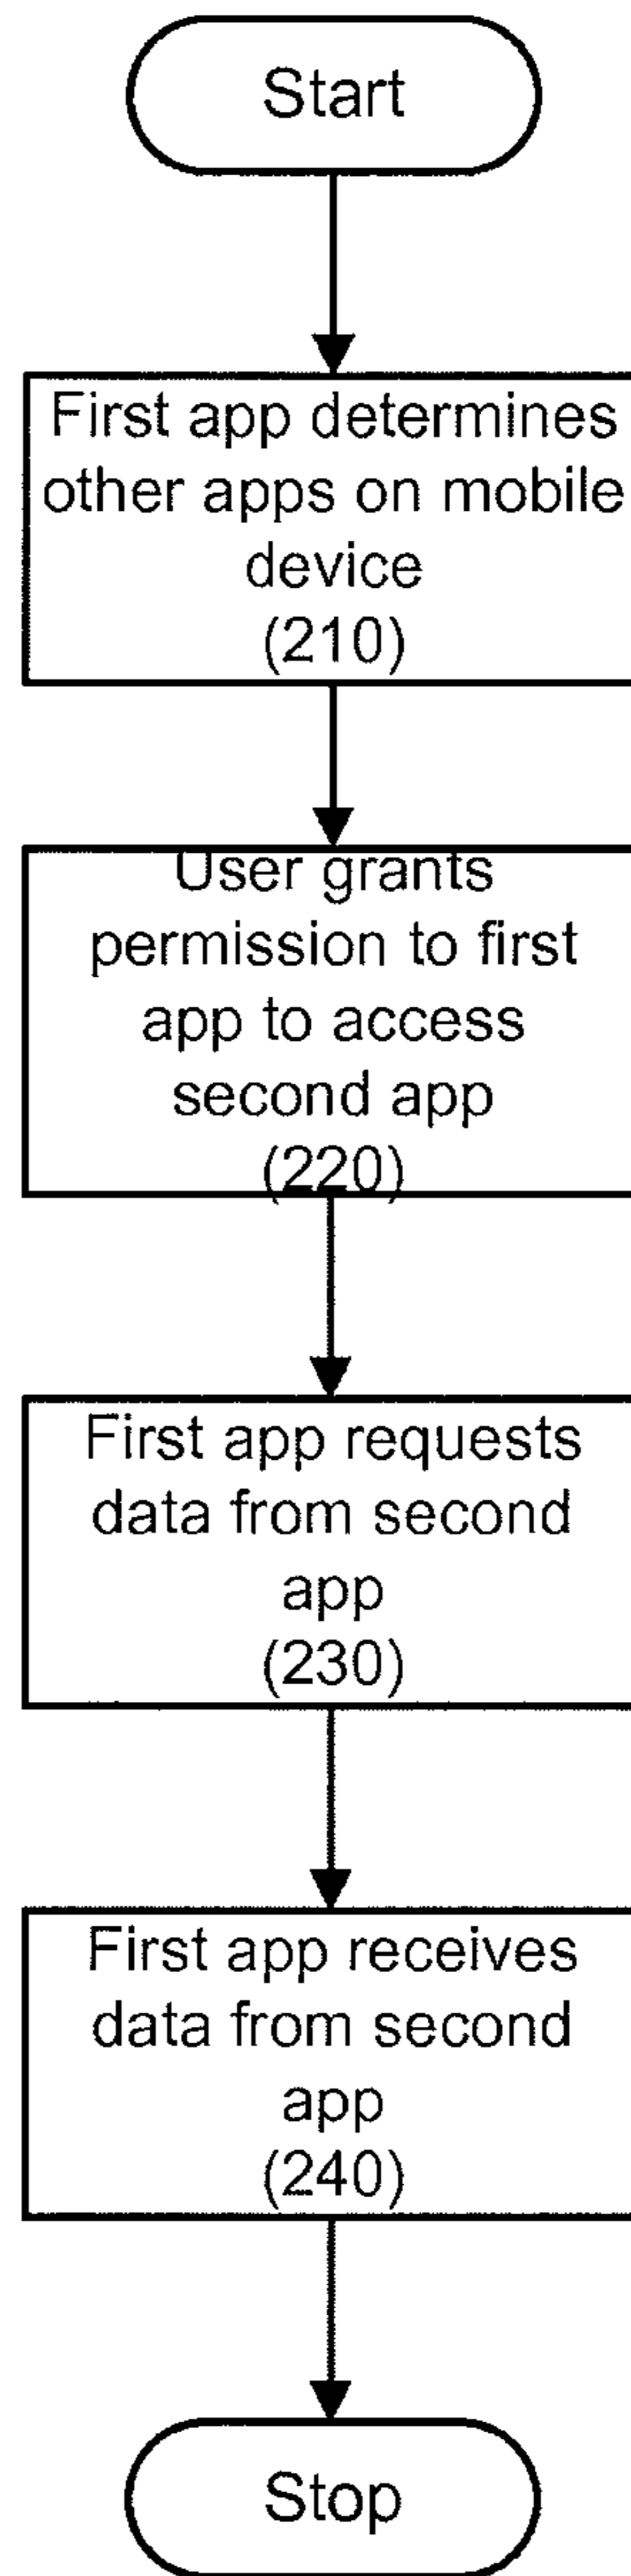 Start
First app determines
other apps on mobile
device
(210)
User grants
permission to first
app to access
second app
(220)
First app requests
data from second
app
(230)
First app receives
data from second
app
(240)
Stop